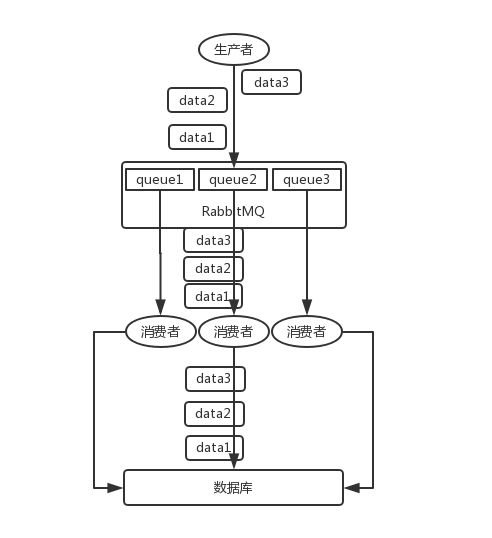 生产者
data3
data2
data1
queue1 queue2 queue3
RabbitMQ
data3
data2
data1
消费者 消费者 消费者
data3
data2
data1
数据库